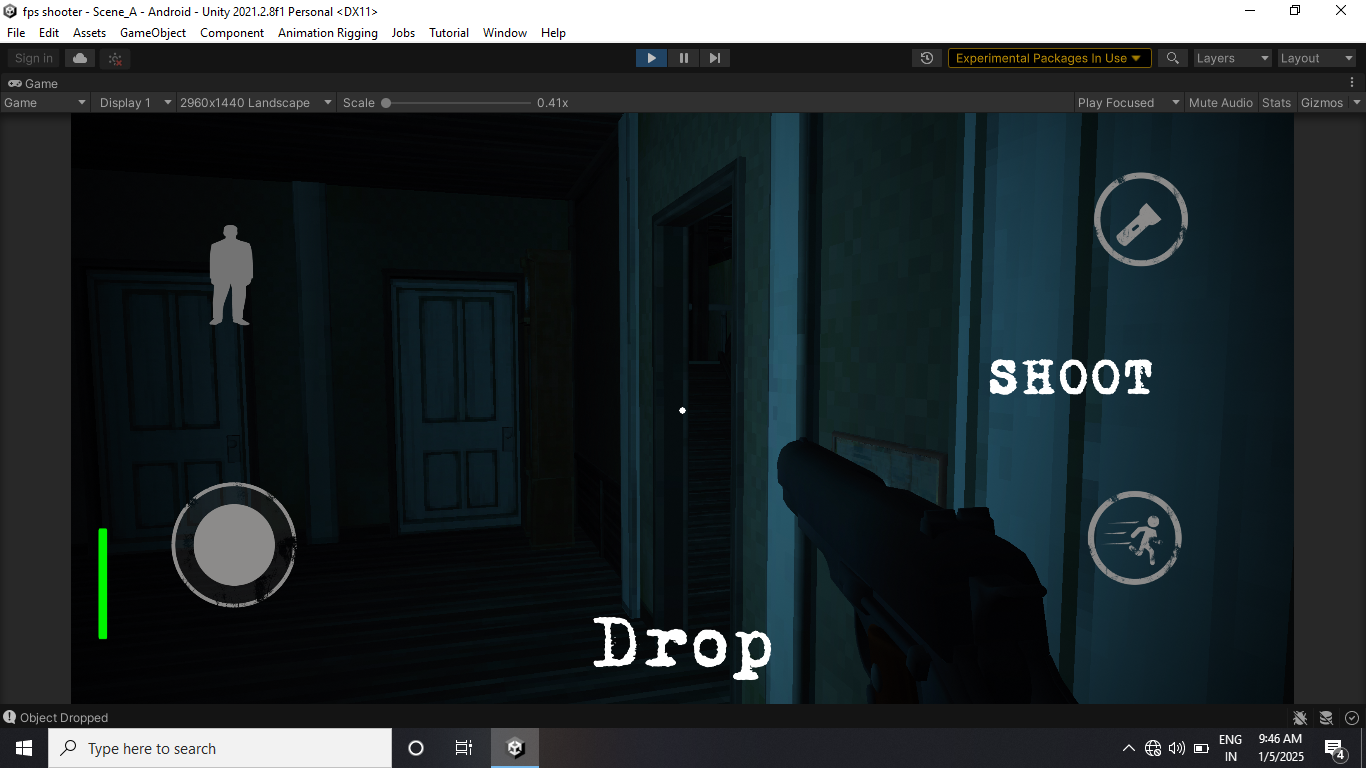 fps shooter - Scene_A - Android - Unity 2021.2.8f1 Personal <DX11>
File Edit Assets GameObject Component Animation Rigging Jobs Tutorial Window Help
Sign in Experimental Packages In Use Layers Layout
Game
Game Display 1 2960x1440 Landscape Scale 0.41x Play Focused Mute Audio Stats Gizmos
SHOOT
Drop
Object Dropped
Type here to search
ENG 9:46 AM
IN 1/5/2025 4